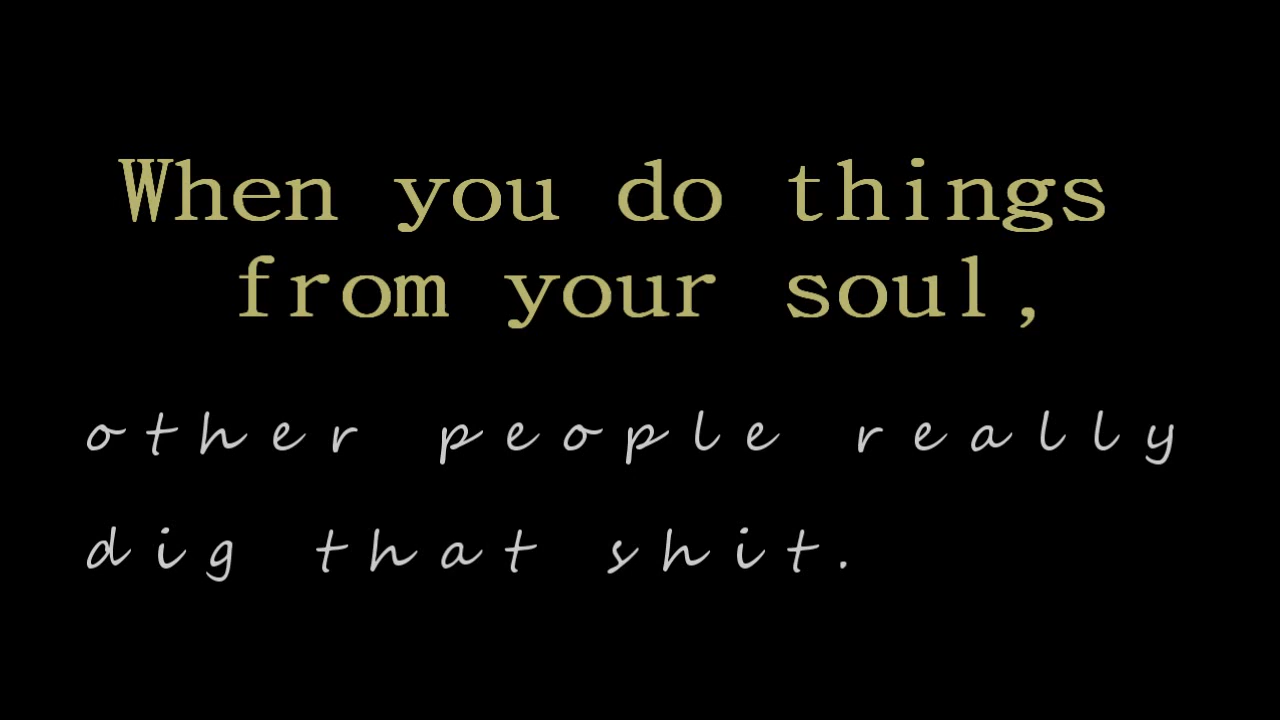 When you do things
from your soul,
other people really
dig that shit.